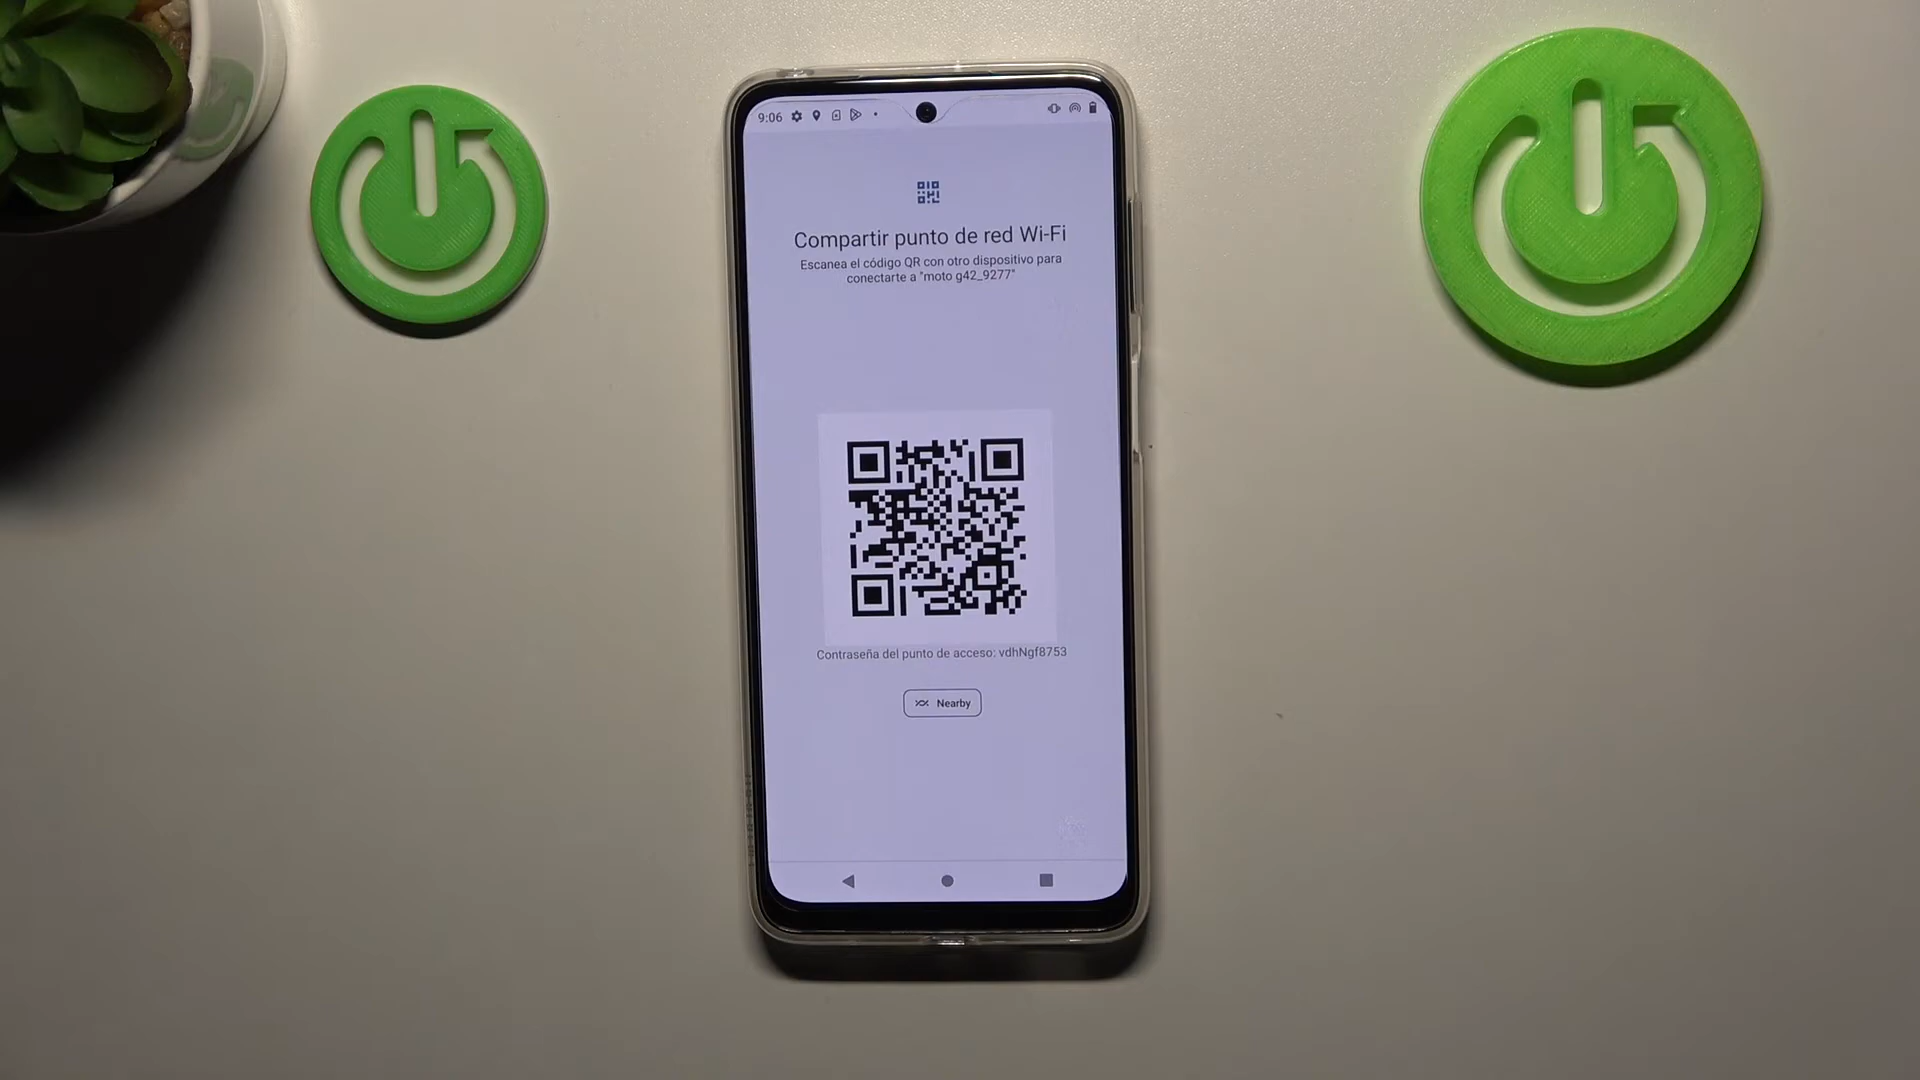 9:06
Compartir punto de red Wi-Fi
Escanea el código QR con otro dispositivo para
conectarte a "moto g42_9277"
Contraseña del punto de acceso: vdhNgf8753
Nearby